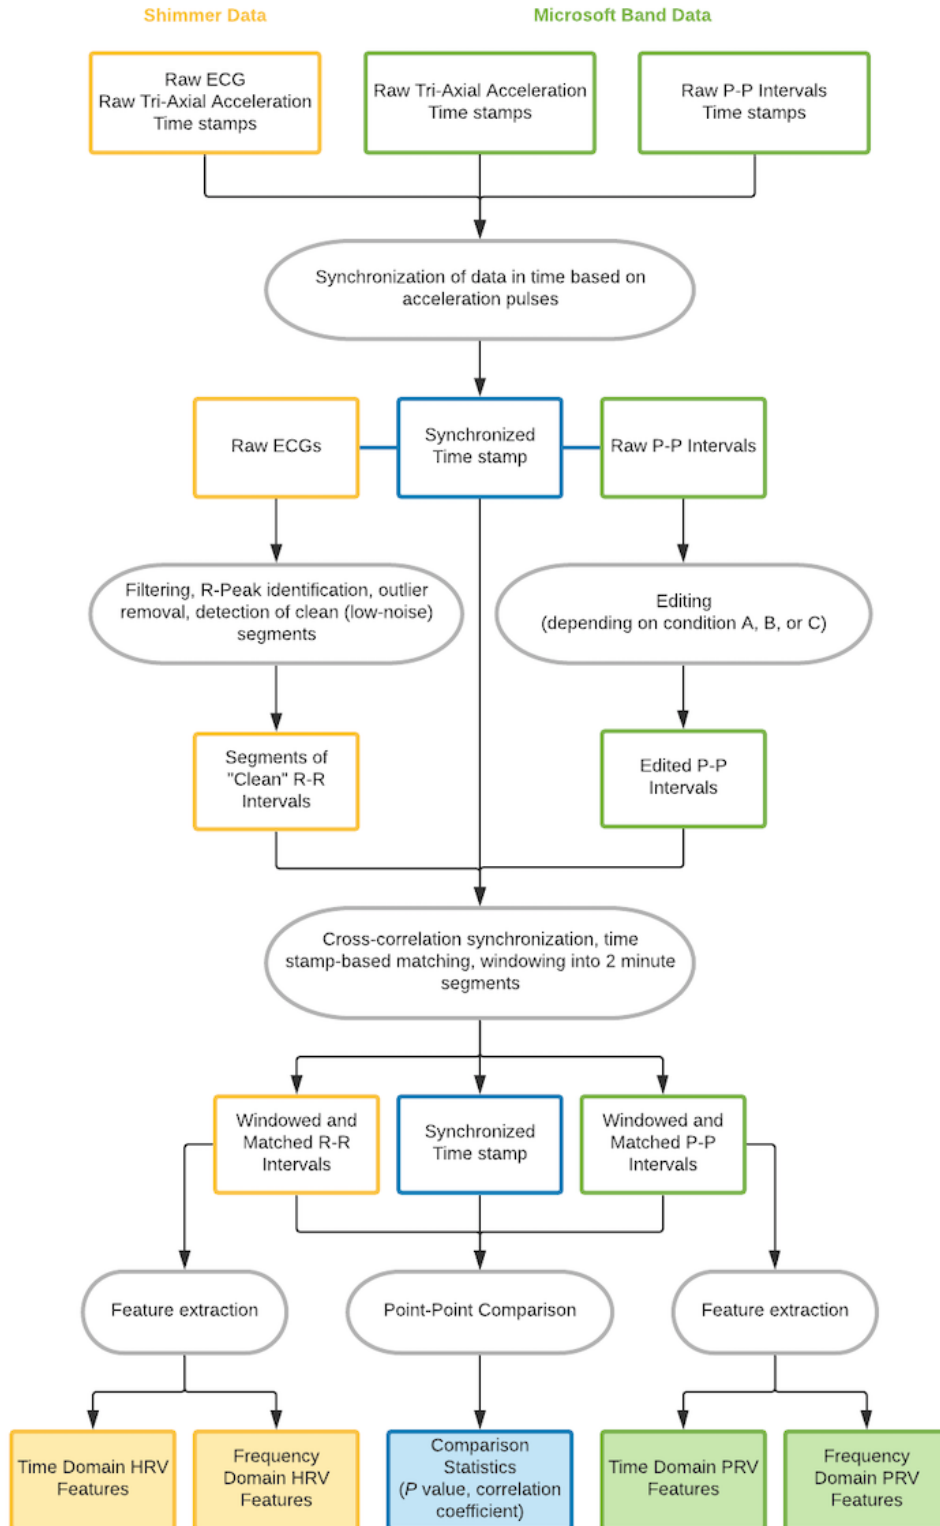 Shimmer Data
Microsoft Band Data
Raw ECG
Raw Tri-Axial Acceleration
Time stamps
Raw Tri-Axial Acceleration
Time stamps
Raw P-P Intervals
Time stamps
Synchronization of data in time based on
acceleration pulses
Raw ECGs
Synchronized
Time stamp
Raw P-P Intervals
Filtering, R-Peak identification, outlier
removal, detection of clean (low-noise)
segments
Editing
(depending on condition A, B, or C)
Segments of
"Clean" R-R
Intervals
Edited P-P
Intervals
Cross-correlation synchronization, time
stamp-based matching, windowing into 2 minute
segments
Windowed and
Matched R-R
Intervals
Synchronized
Time stamp
Windowed and
Matched P-P
Intervals
Feature extraction
Point-Point Comparison
Feature extraction
Time Domain HRV
Features
Frequency
Domain HRV
Features
Comparison
Statistics
(P value, correlation
coefficient)
Time Domain PRV
Features
Frequency
Domain PRV
Features